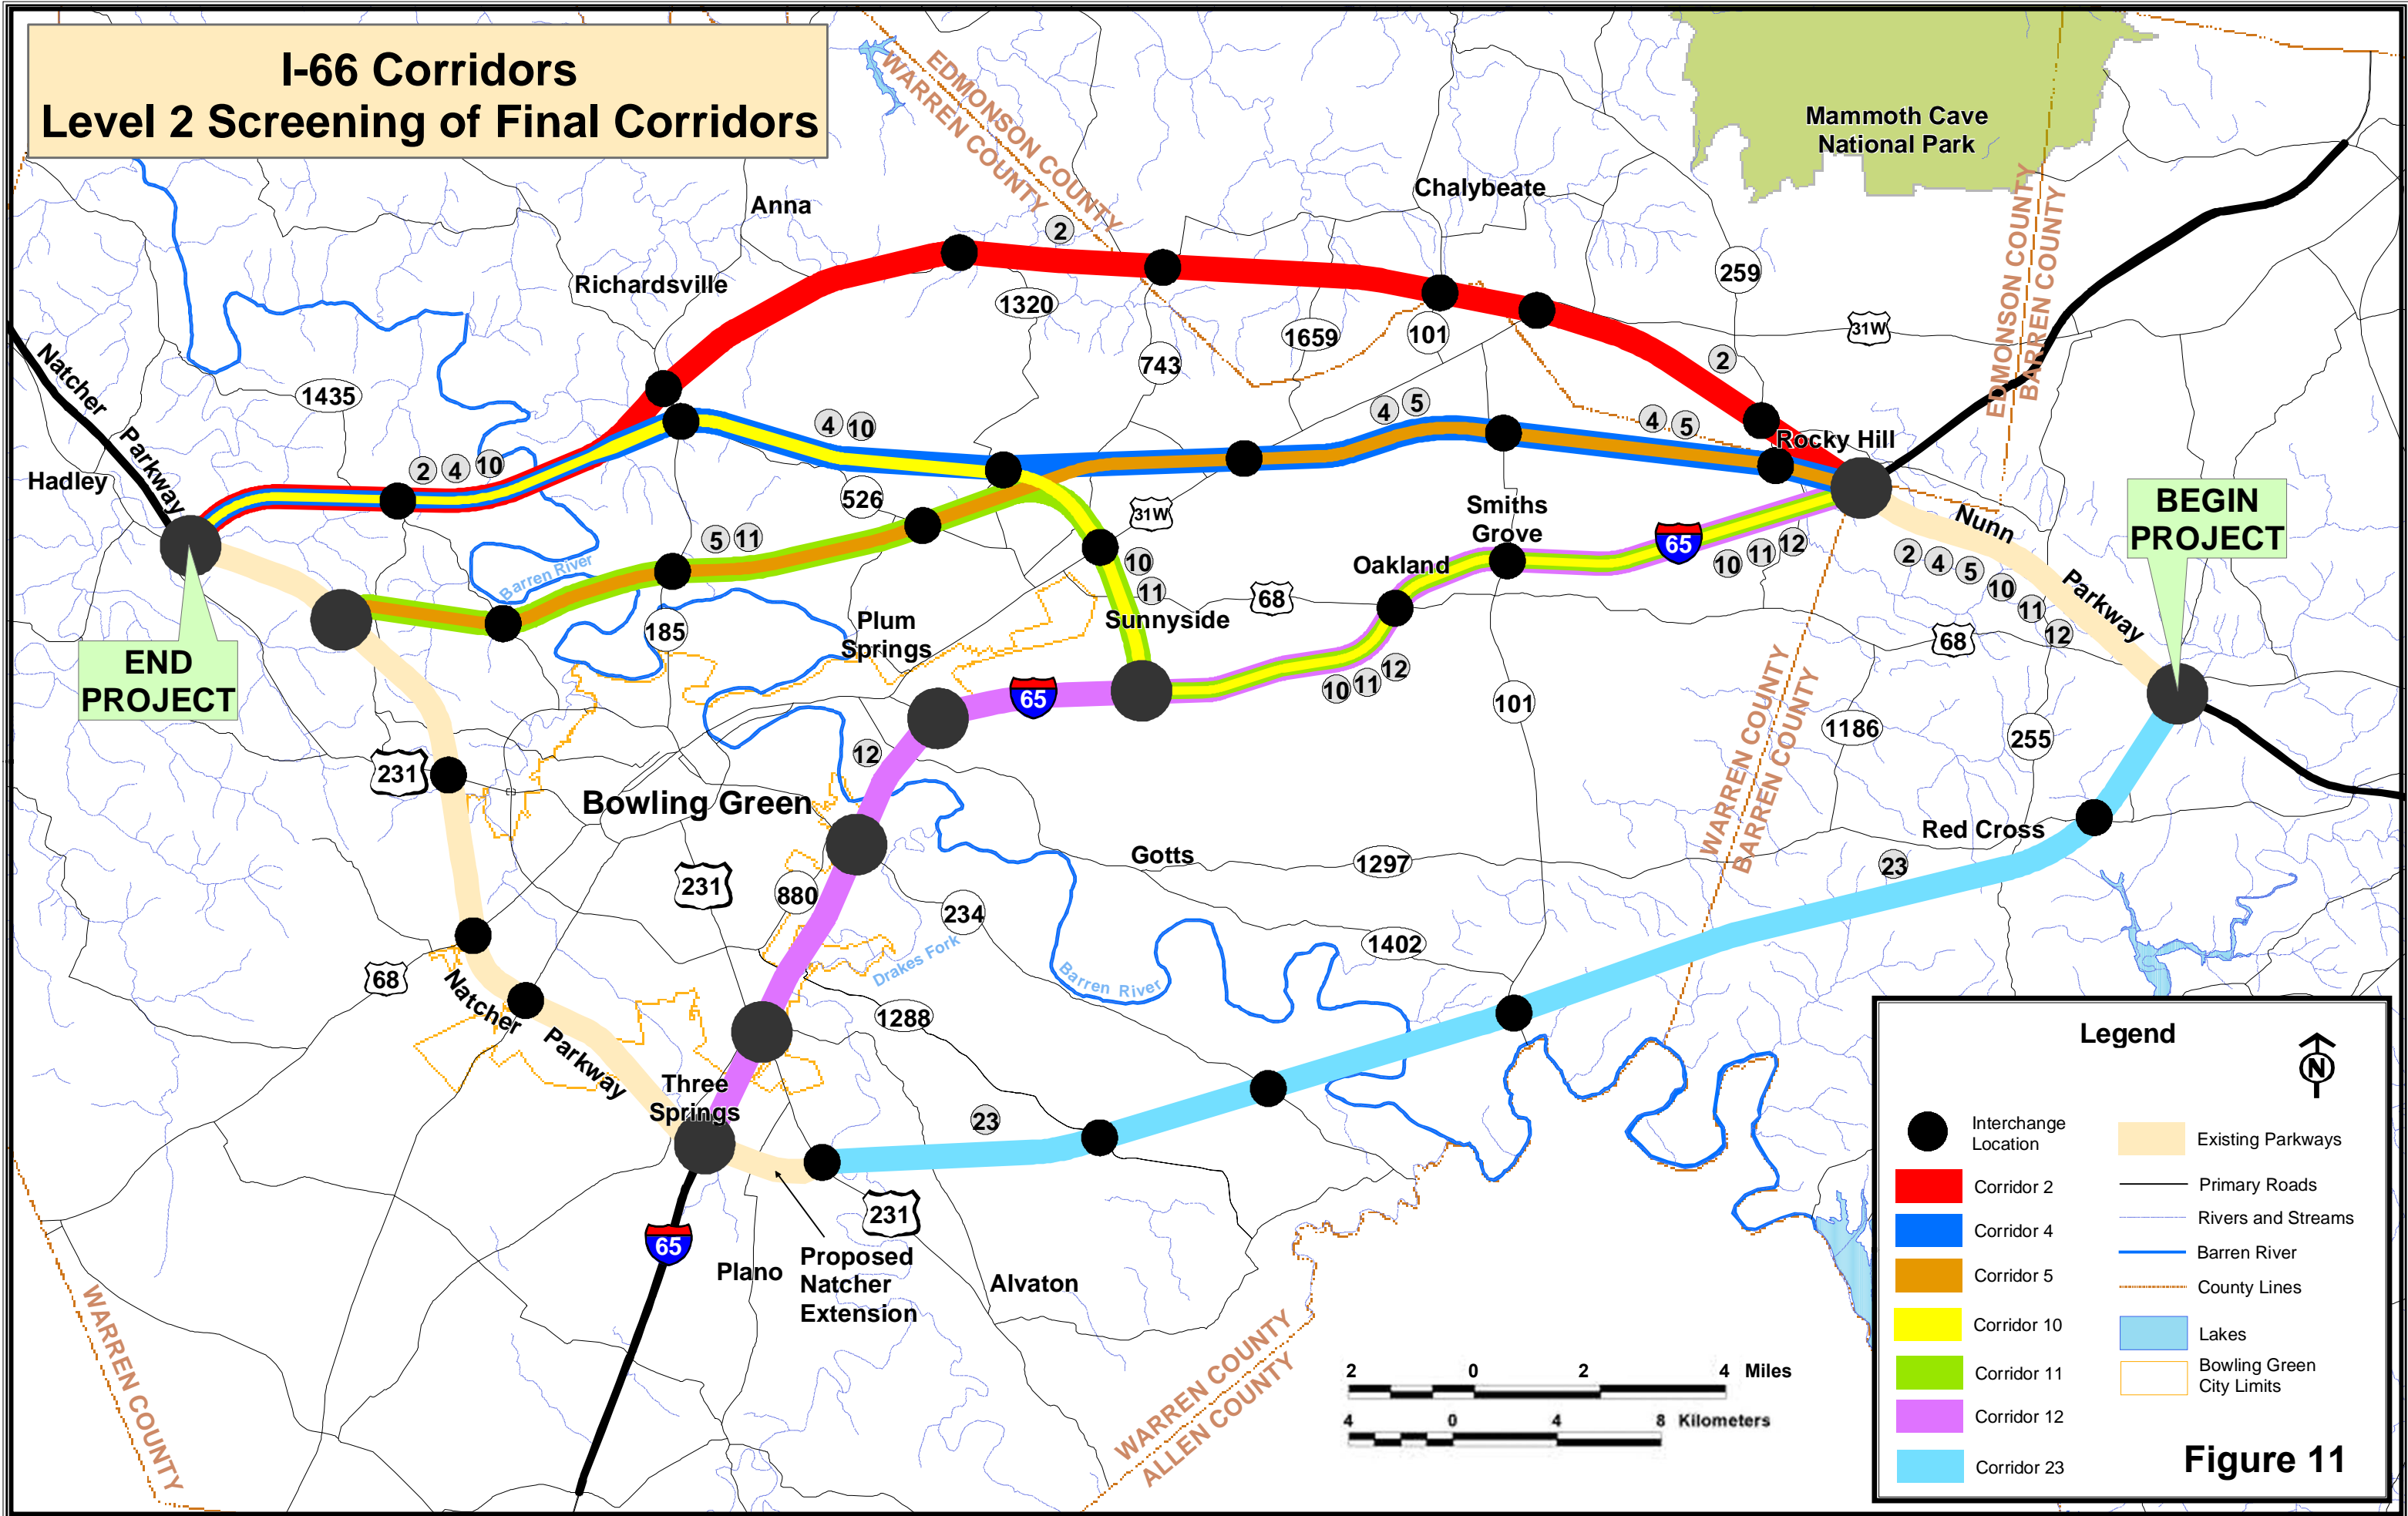 I-66 Corridors
Level 2 Screening of Final Corridors
EDMONSON COUNTY
WARREN COUNTY
Mammoth Cave
National Park
Anna
Chalybeate
EDMONSON COUNTY
BARREN COUNTY
Richardsville
2
1320
1659
101
743
259
31W
2
Natcher
Parkway
1435
Hadley
2 4 10
4 10
4 5
4 5
Rocky Hill
526
5 11
31W
Smiths
Grove
65
10 11 12
Nunn
Parkway
2 4 5 10 11 12
BEGIN
PROJECT
END
PROJECT
Barren River
185
Plum
Springs
10
11
Sunnyside
68
Oakland
68
65
10 11 12
101
WARREN COUNTY
BARREN COUNTY
1186
255
231
12
Bowling Green
231
880
234
Gotts
1297
Red Cross
23
1402
68
Natcher
Parkway
Drakes Fork
Barren River
1288
Three
Springs
23
231
65
Plano
Proposed
Natcher
Extension
Alvaton
WARREN COUNTY
WARREN COUNTY
ALLEN COUNTY
2 0 2 4 Miles
4 0 4 8 Kilometers
Legend
N
Interchange
Location
Corridor 2
Corridor 4
Corridor 5
Corridor 10
Corridor 11
Corridor 12
Corridor 23
Existing Parkways
Primary Roads
Rivers and Streams
Barren River
County Lines
Lakes
Bowling Green
City Limits
Figure 11